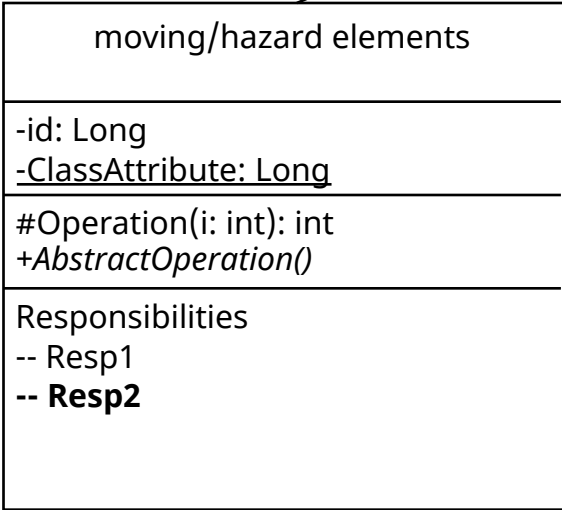 moving/hazard elements
-id: Long
-ClassAttribute: Long
#Operation(i: int): int
+AbstractOperation()
Responsibilities
-- Resp1
-- Resp2